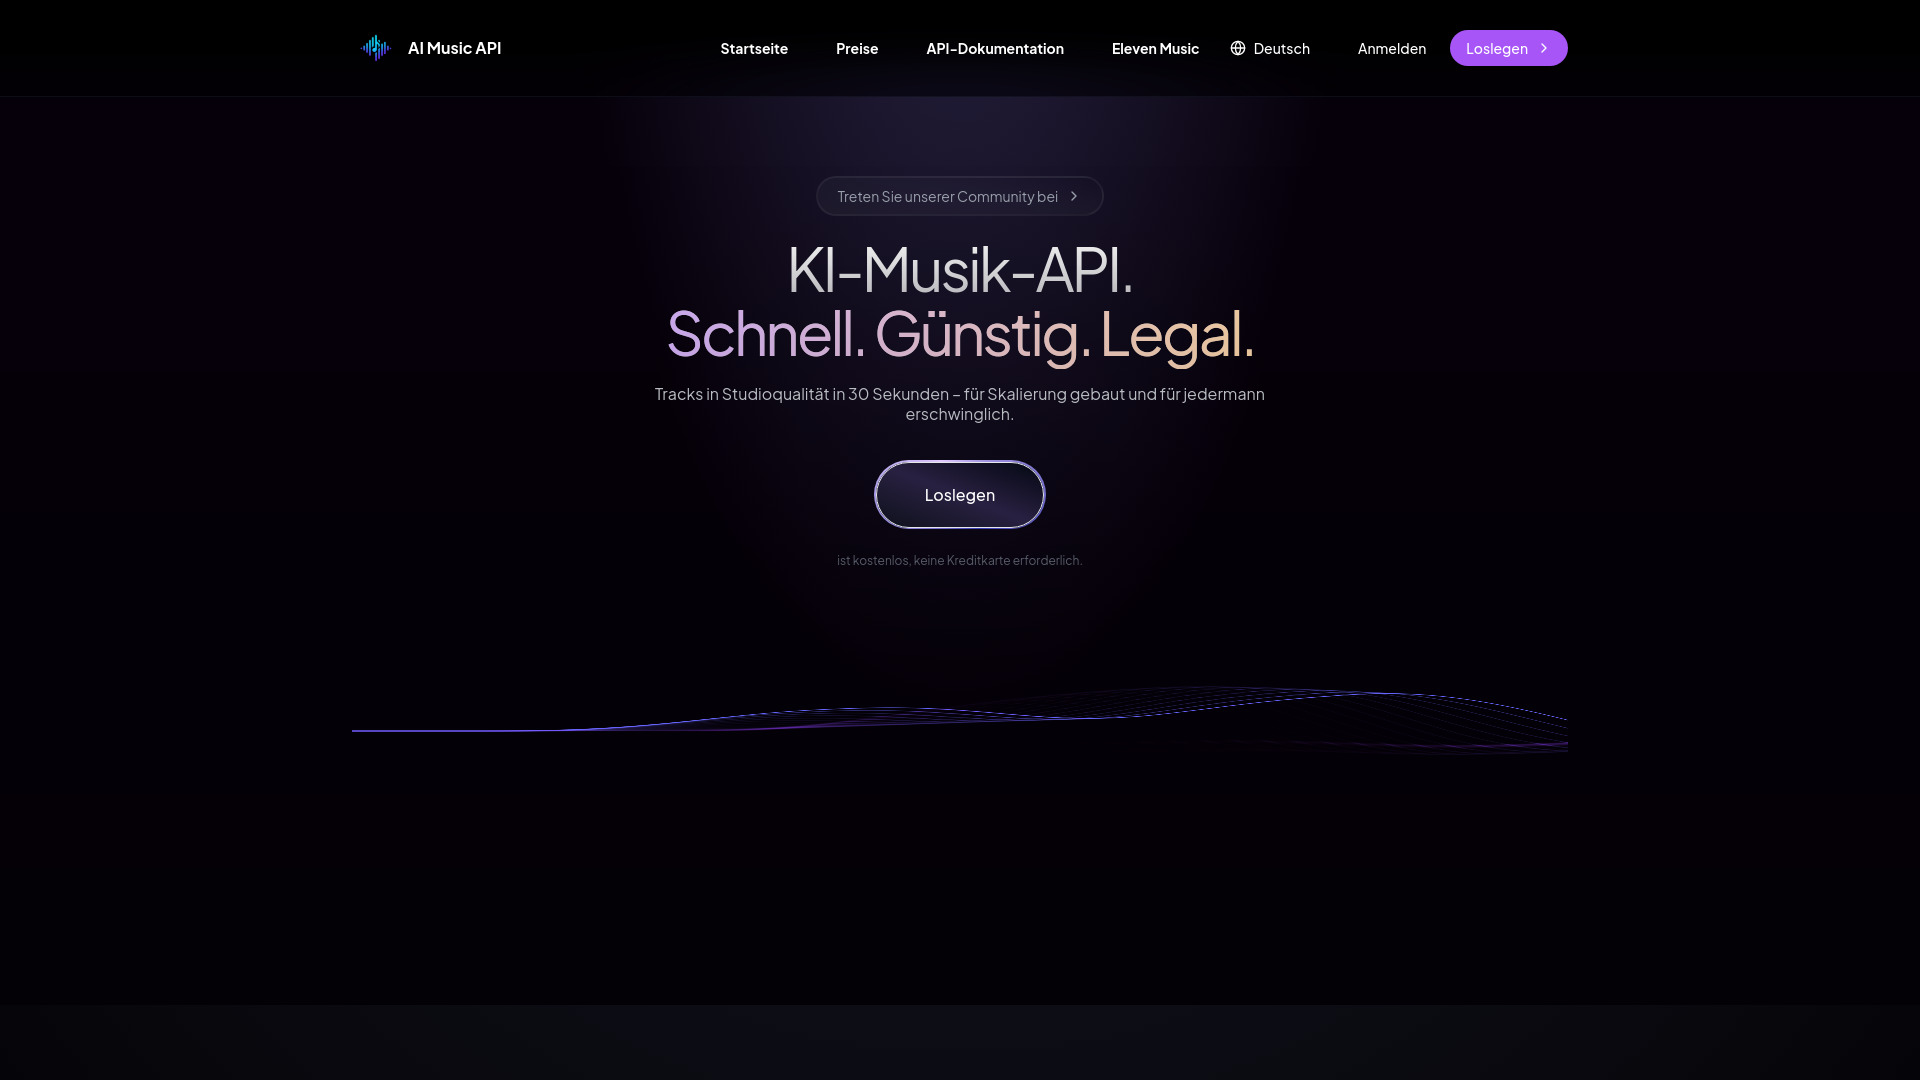 AI Music API
Startseite
Preise
API-Dokumentation
Eleven Music
Deutsch
Anmelden
Loslegen
Treten Sie unserer Community bei
KI-Musik-API.
Schnell. Günstig. Legal.
Tracks in Studioqualität in 30 Sekunden – für Skalierung gebaut und für jedermann
erschwinglich.
Loslegen
ist kostenlos, keine Kreditkarte erforderlich.